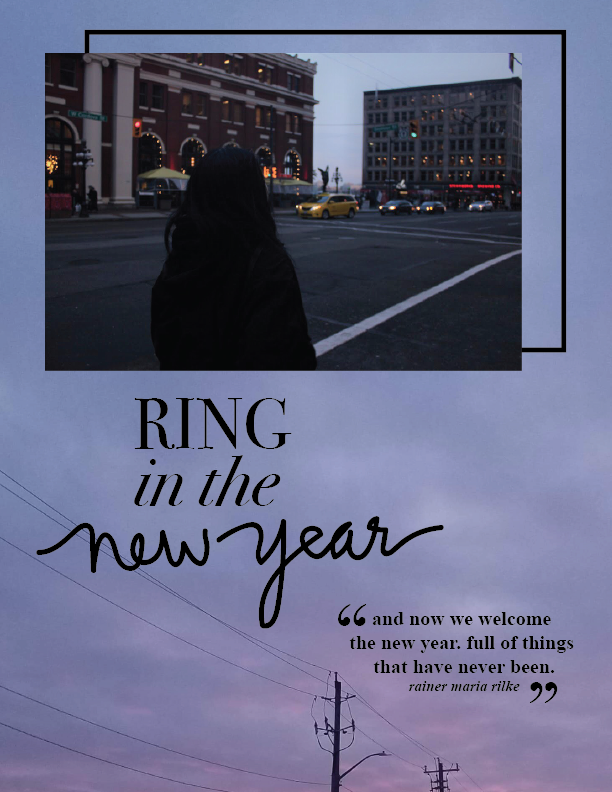 RING
in the
new year
“ and now we welcome
the new year. full of things
that have never been.
rainer maria rilke ”